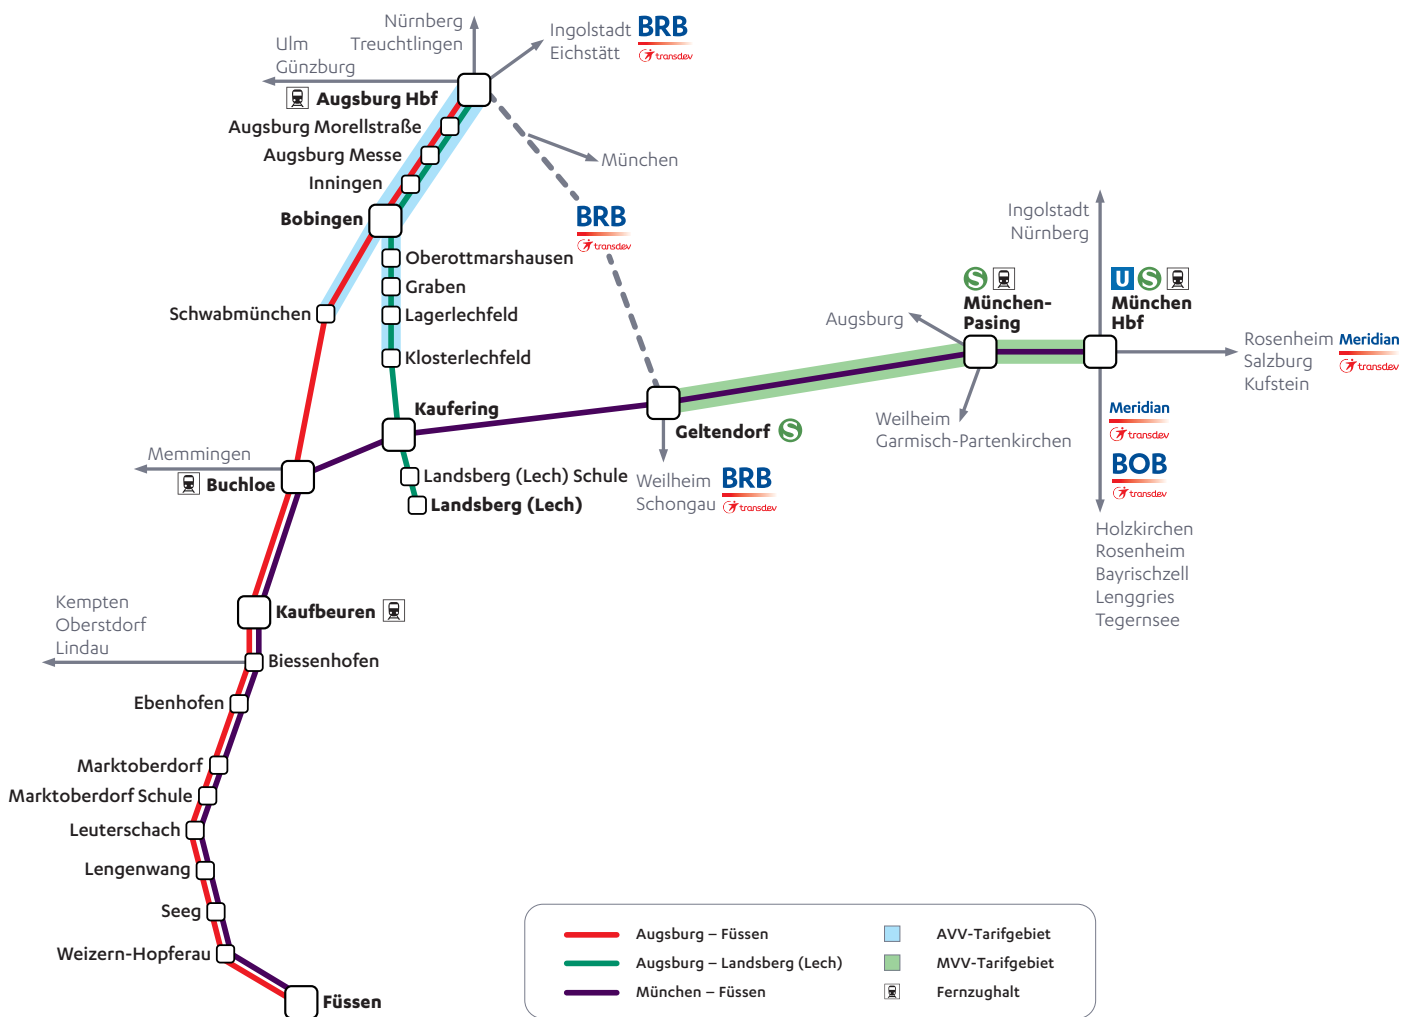 Nürnberg
Treuchtlingen
Ingolstadt
Eichstätt
BRB
transdev
Ulm
Günzburg
Augsburg Hbf
Augsburg Morellstraße
Augsburg Messe
Inningen
Bobingen
München
BRB
transdev
Oberottmarshausen
Graben
Lagerlechfeld
Klosterlechfeld
Schwabmünchen
Kaufering
Ingolstadt
Nürnberg
S
München-
Pasing
U S
München
Hbf
Augsburg
Rosenheim
Salzburg
Kufstein
Meridian
transdev
Weilheim
Garmisch-Partenkirchen
Meridian
transdev
BOB
transdev
Geltendorf S
Memmingen
Buchloe
Landsberg (Lech) Schule
Landsberg (Lech)
Weilheim
Schongau
BRB
transdev
Holzkirchen
Rosenheim
Bayrischzell
Lenggries
Tegernsee
Kaufbeuren
Kempten
Oberstdorf
Lindau
Biessenhofen
Ebenhofen
Marktoberdorf
Marktoberdorf Schule
Leuterschach
Lengenwang
Seeg
Weizern-Hopferau
Füssen
Augsburg – Füssen
Augsburg – Landsberg (Lech)
München – Füssen
AVV-Tarifgebiet
MVV-Tarifgebiet
Fernzughalt